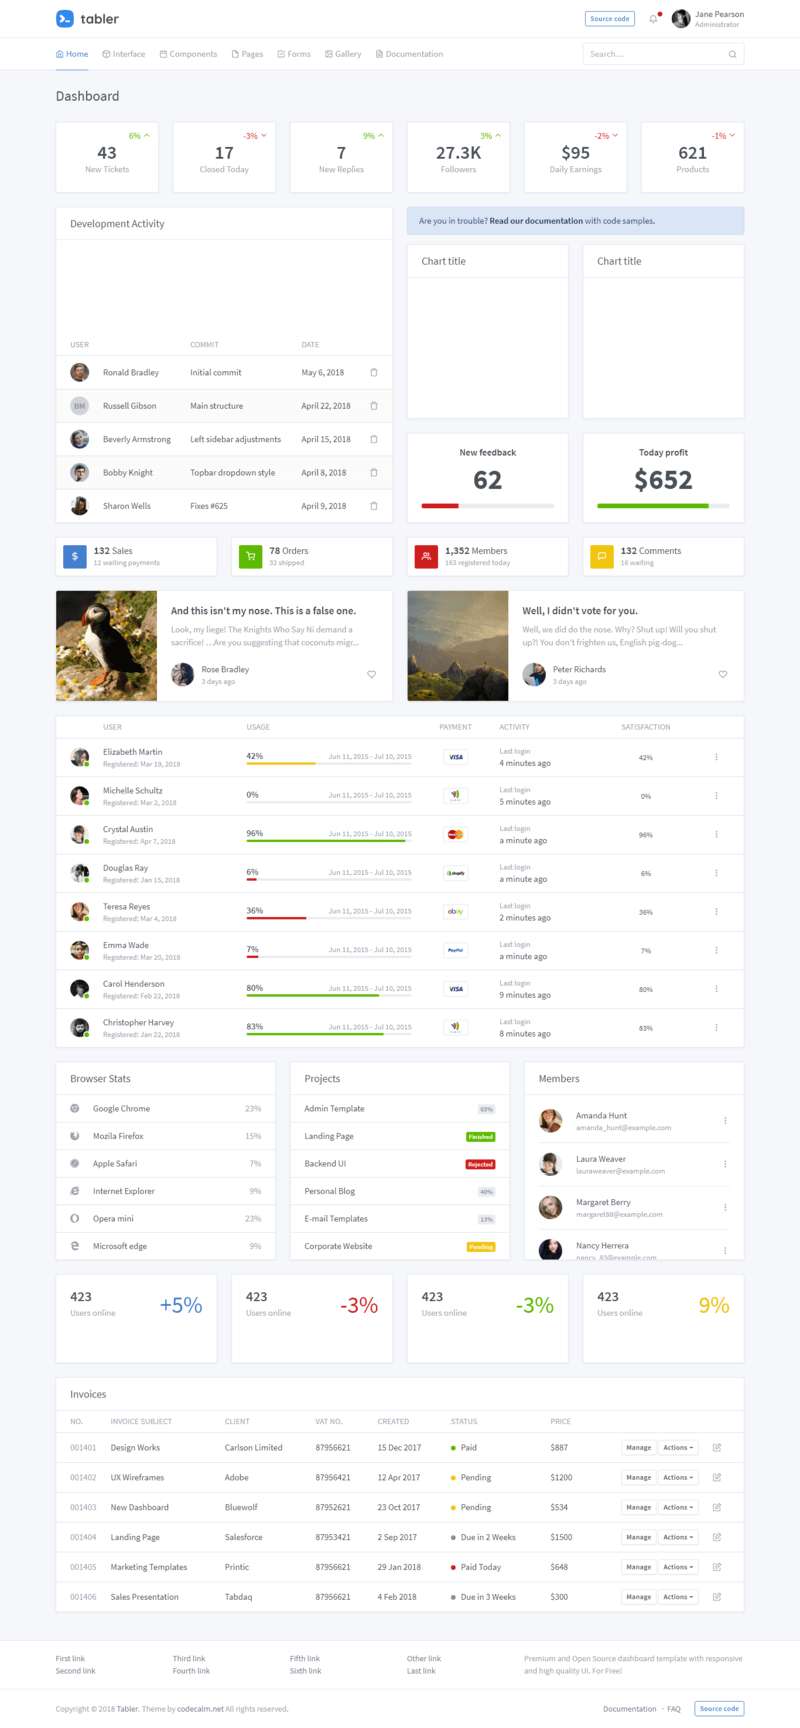 tabler
Source code
Jane Pearson
Administrator
Home Interface Components Pages Forms Gallery Documentation
Search...
Dashboard
6%
43
New Tickets
-3%
17
Closed Today
9%
7
New Replies
3%
27.3K
Followers
-2%
$95
Daily Earnings
-1%
621
Products
Development Activity
USER COMMIT DATE
Ronald Bradley Initial commit May 6, 2018
BM Russell Gibson Main structure April 22, 2018
Beverly Armstrong Left sidebar adjustments April 15, 2018
Bobby Knight Topbar dropdown style April 8, 2018
Sharon Wells Fixes #625 April 9, 2018
Are you in trouble? Read our documentation with code samples.
Chart title
Chart title
New feedback
62
Today profit
$652
132 Sales
12 waiting payments
78 Orders
32 shipped
1,352 Members
163 registered today
132 Comments
16 waiting
And this isn't my nose. This is a false one.
Look, my liege! The Knights Who Say Ni demand a
sacrifice! ...Are you suggesting that coconuts migr...
Rose Bradley
3 days ago
Well, I didn't vote for you.
Well, we did do the nose. Why? Shut up! Will you shut
up?! You don't frighten us, English pig-dog...
Peter Richards
3 days ago
USER USAGE PAYMENT ACTIVITY SATISFACTION
Elizabeth Martin
Registered: Mar 19, 2018
42% Jun 11, 2015 - Jul 10, 2015
VISA
Last login
4 minutes ago
42%
Michelle Schultz
Registered: Mar 2, 2018
0% Jun 11, 2015 - Jul 10, 2015
Last login
5 minutes ago
0%
Crystal Austin
Registered: Apr 7, 2018
96% Jun 11, 2015 - Jul 10, 2015
Last login
a minute ago
96%
Douglas Ray
Registered: Jan 15, 2018
6% Jun 11, 2015 - Jul 10, 2015
shopify
Last login
a minute ago
6%
Teresa Reyes
Registered: Mar 4, 2018
36% Jun 11, 2015 - Jul 10, 2015
ebay
Last login
2 minutes ago
36%
Emma Wade
Registered: Mar 20, 2018
7% Jun 11, 2015 - Jul 10, 2015
PayPal
Last login
a minute ago
7%
Carol Henderson
Registered: Feb 22, 2018
80% Jun 11, 2015 - Jul 10, 2015
VISA
Last login
9 minutes ago
80%
Christopher Harvey
Registered: Jan 22, 2018
83% Jun 11, 2015 - Jul 10, 2015
Last login
8 minutes ago
83%
Browser Stats
Google Chrome 23%
Mozila Firefox 15%
Apple Safari 7%
Internet Explorer 9%
Opera mini 23%
Microsoft edge 9%
Projects
Admin Template 65%
Landing Page Finished
Backend UI Rejected
Personal Blog 40%
E-mail Templates 13%
Corporate Website Pending
Members
Amanda Hunt
amanda_hunt@example.com
Laura Weaver
lauraweaver@example.com
Margaret Berry
margaret88@example.com
Nancy Herrera
nancy_83@example.com
423
Users online
+5%
423
Users online
-3%
423
Users online
-3%
423
Users online
9%
Invoices
NO. INVOICE SUBJECT CLIENT VAT NO. CREATED STATUS PRICE
001401 Design Works Carlson Limited 87956621 15 Dec 2017 Paid $887 Manage Actions
001402 UX Wireframes Adobe 87956421 12 Apr 2017 Pending $1200 Manage Actions
001403 New Dashboard Bluewolf 87952621 23 Oct 2017 Pending $534 Manage Actions
001404 Landing Page Salesforce 87953421 2 Sep 2017 Due in 2 Weeks $1500 Manage Actions
001405 Marketing Templates Printic 87956621 29 Jan 2018 Paid Today $648 Manage Actions
001406 Sales Presentation Tabdaq 87956621 4 Feb 2018 Due in 3 Weeks $300 Manage Actions
First link Third link Fifth link Other link
Second link Fourth link Sixth link Last link
Premium and Open Source dashboard template with responsive
and high quality UI. For Free!
Copyright © 2018 Tabler. Theme by codecalm.net All rights reserved.
Documentation · FAQ Source code